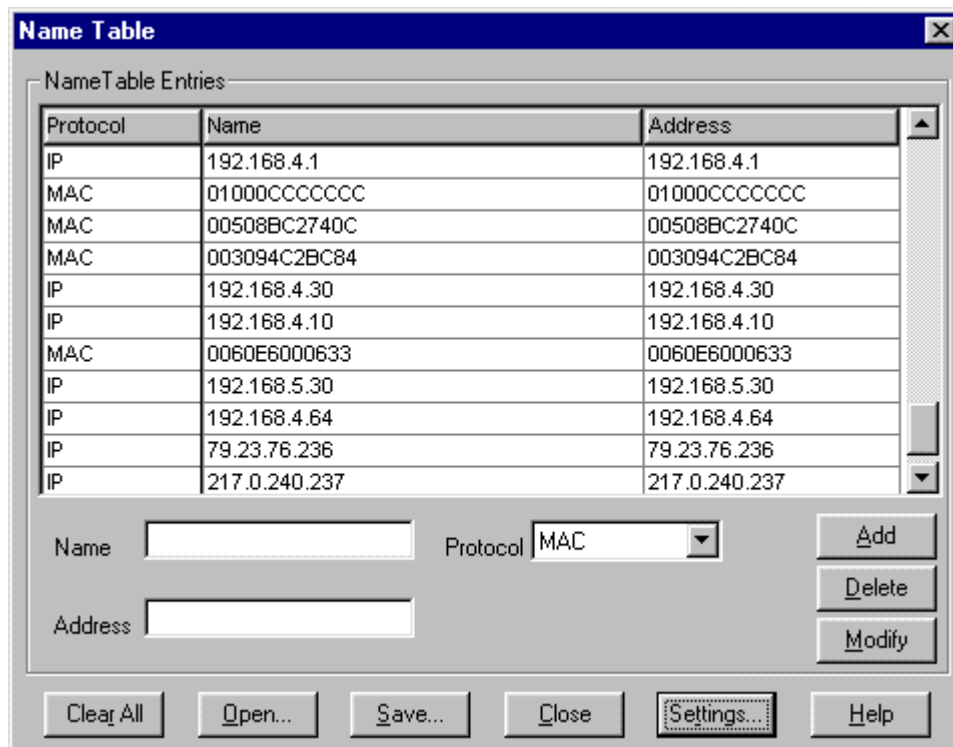 Name Table
NameTable Entries
Protocol Name Address
IP 192.168.4.1 192.168.4.1
MAC 01000CCCCCCC 01000CCCCCCC
MAC 00508BC2740C 00508BC2740C
MAC 003094C2BC84 003094C2BC84
IP 192.168.4.30 192.168.4.30
IP 192.168.4.10 192.168.4.10
MAC 0060E6000633 0060E6000633
IP 192.168.5.30 192.168.5.30
IP 192.168.4.64 192.168.4.64
IP 79.23.76.236 79.23.76.236
IP 217.0.240.237 217.0.240.237
Name Protocol MAC Add
Delete
Address
Modify
Clear All Open... Save... Close Settings... Help